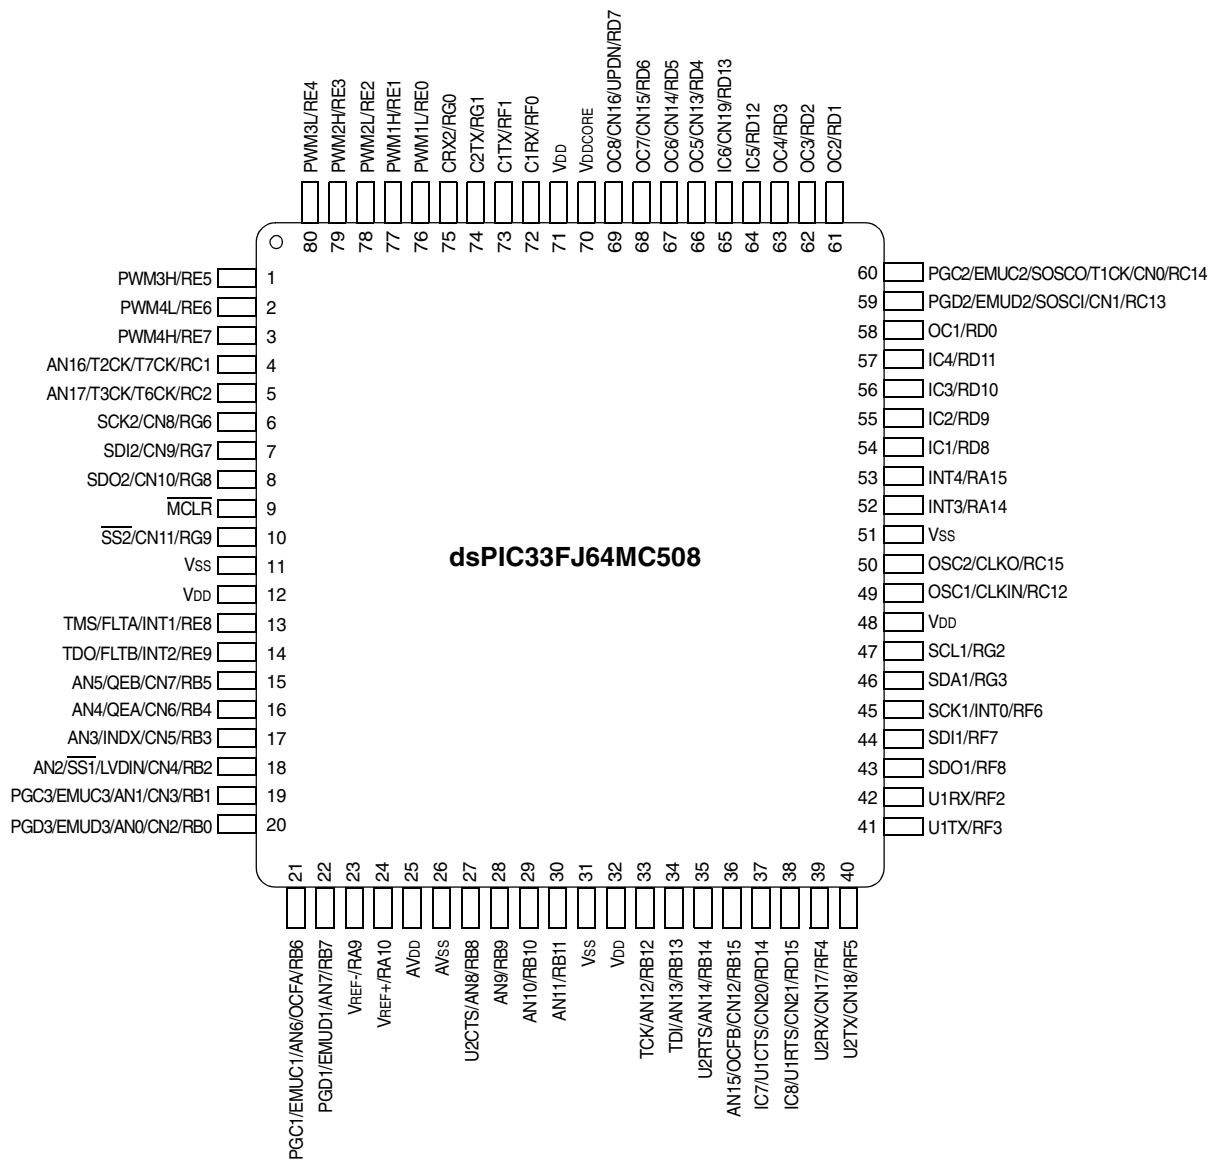 PWM3L/RE4
PWM2H/RE3
PWM2L/RE2
PWM1H/RE1
PWM1L/RE0
CRX2/RG0
C2TX/RG1
C1TX/RF1
C1RX/RF0
VDD
VDDCORE
OC8/CN16/UPDN/RD7
OC7/CN15/RD6
OC6/CN14/RD5
OC5/CN13/RD4
IC6/CN19/RD13
IC5/RD12
OC4/RD3
OC3/RD2
OC2/RD1
80
79
78
77
76
75
74
73
72
71
70
69
68
67
66
65
64
63
62
61
PWM3H/RE5 1
PWM4L/RE6 2
PWM4H/RE7 3
AN16/T2CK/T7CK/RC1 4
AN17/T3CK/T6CK/RC2 5
SCK2/CN8/RG6 6
SDI2/CN9/RG7 7
SDO2/CN10/RG8 8
MCLR 9
SS2/CN11/RG9 10
VSS 11
VDD 12
TMS/FLTA/INT1/RE8 13
TDO/FLTB/INT2/RE9 14
AN5/QEB/CN7/RB5 15
AN4/QEA/CN6/RB4 16
AN3/INDX/CN5/RB3 17
AN2/SS1/LVDIN/CN4/RB2 18
PGC3/EMUC3/AN1/CN3/RB1 19
PGD3/EMUD3/AN0/CN2/RB0 20
dsPIC33FJ64MC508
60 PGC2/EMUC2/SOSCO/T1CK/CN0/RC14
59 PGD2/EMUD2/SOSCI/CN1/RC13
58 OC1/RD0
57 IC4/RD11
56 IC3/RD10
55 IC2/RD9
54 IC1/RD8
53 INT4/RA15
52 INT3/RA14
51 VSS
50 OSC2/CLKO/RC15
49 OSC1/CLKIN/RC12
48 VDD
47 SCL1/RG2
46 SDA1/RG3
45 SCK1/INT0/RF6
44 SDI1/RF7
43 SDO1/RF8
42 U1RX/RF2
41 U1TX/RF3
21
22
23
24
25
26
27
28
29
30
31
32
33
34
35
36
37
38
39
40
PGC1/EMUC1/AN6/OCFA/RB6
PGD1/EMUD1/AN7/RB7
VREF-/RA9
VREF+/RA10
AVDD
AVSS
U2CTS/AN8/RB8
AN9/RB9
AN10/RB10
AN11/RB11
VSS
VDD
TCK/AN12/RB12
TDI/AN13/RB13
U2RTS/AN14/RB14
AN15/OCFB/CN12/RB15
IC7/U1CTS/CN20/RD14
IC8/U1RTS/CN21/RD15
U2RX/CN17/RF4
U2TX/CN18/RF5